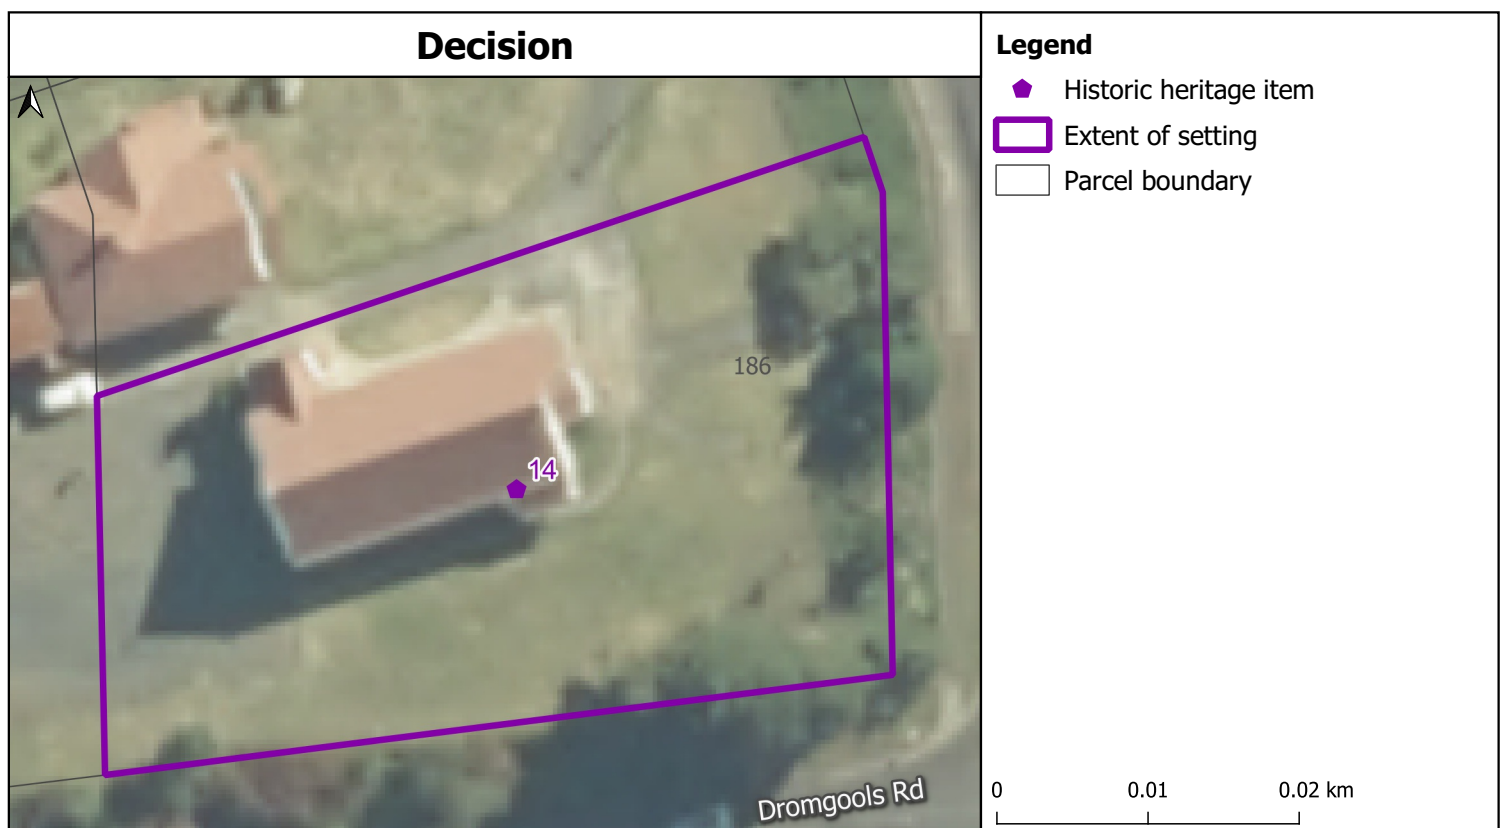 Decision
Legend
Historic heritage item
Extent of setting
Parcel boundary
186
14
Dromgools Rd
0 0.01 0.02 km